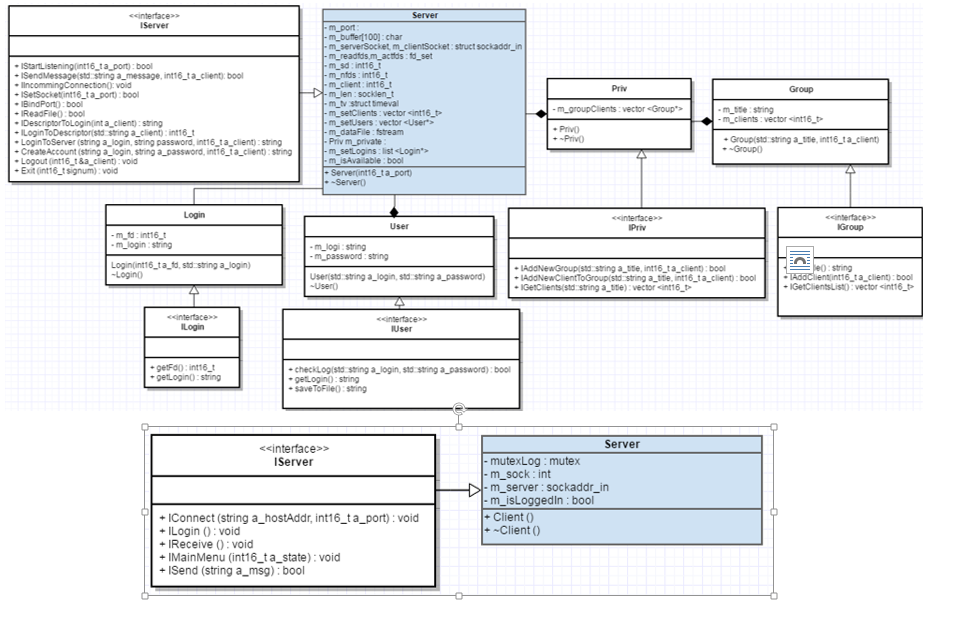 <<interface>>
IServer
+ IStartListening(int16_t a_port) : bool
+ ISendMessage(std::string a_message, int16_t a_client): bool
+ IIncommingConnection(): void
+ ISetSocket(int16_t a_port) : bool
+ IBindPort() : bool
+ IReadFile() : bool
+ IDescriptorToLogin(int a_client) : string
+ ILoginToDescriptor(std::string a_client) : int16_t
+ LoginToServer (string a_login, string password, int16_t a_client) : string
+ CreateAccount (string a_login, string a_password, int16_t a_client) : string
+ Logout (int16_t &a_client) : void
+ Exit (int16_t signum) : void
Server
- m_port :
- m_buffer[100] : char
- m_serverSocket, m_clientSocket : struct sockaddr_in
- m_readfds,m_actfds : fd_set
- m_sd : int16_t
- m_nfds : int16_t
- m_client : int16_t
- m_len : socklen_t
- m_tv :struct timeval
- m_setClients : vector <int16_t>
- m_setUsers : vector <User*>
- m_dataFile : fstream
- Priv m_private :
- m_setLogins : list <Login*>
- m_isAvailable : bool
+ Server(int16_t a_port)
+ ~Server()
Priv
- m_groupClients : vector <Group*>
+ Priv()
+ ~Priv()
Group
- m_title : string
- m_clients : vector <int16_t>
+ Group(std::string a_title, int16_t a_client)
+ ~Group()
Login
- m_fd : int16_t
- m_login : string
Login(int16_t a_fd, std::string a_login)
~Login()
User
- m_logi : string
- m_password : string
User(std::string a_login, std::string a_password)
~User()
<<interface>>
IPriv
+ IAddNewGroup(std::string a_title, int16_t a_client) : bool
+ IAddNewClientToGroup(std::string a_title, int16_t a_client) : bool
+ IGetClients(std::string a_title) : vector <int16_t>
<<interface>>
IGroup
+ le() : string
+ IAddClient(int16_t a_client) : bool
+ IGetClientsList() : vector <int16_t>
<<interface>>
ILogin
+ getFd() : int16_t
+ getLogin() : string
<<interface>>
IUser
+ checkLog(std::string a_login, std::string a_password) : bool
+ getLogin() : string
+ saveToFile() : string
<<interface>>
IServer
+ IConnect (string a_hostAddr, int16_t a_port) : void
+ ILogin () : void
+ IReceive () : void
+ IMainMenu (int16_t a_state) : void
+ ISend (string a_msg) : bool
Server
- mutexLog : mutex
- m_sock : int
- m_server : sockaddr_in
- m_isLoggedIn : bool
+ Client ()
+ ~Client ()